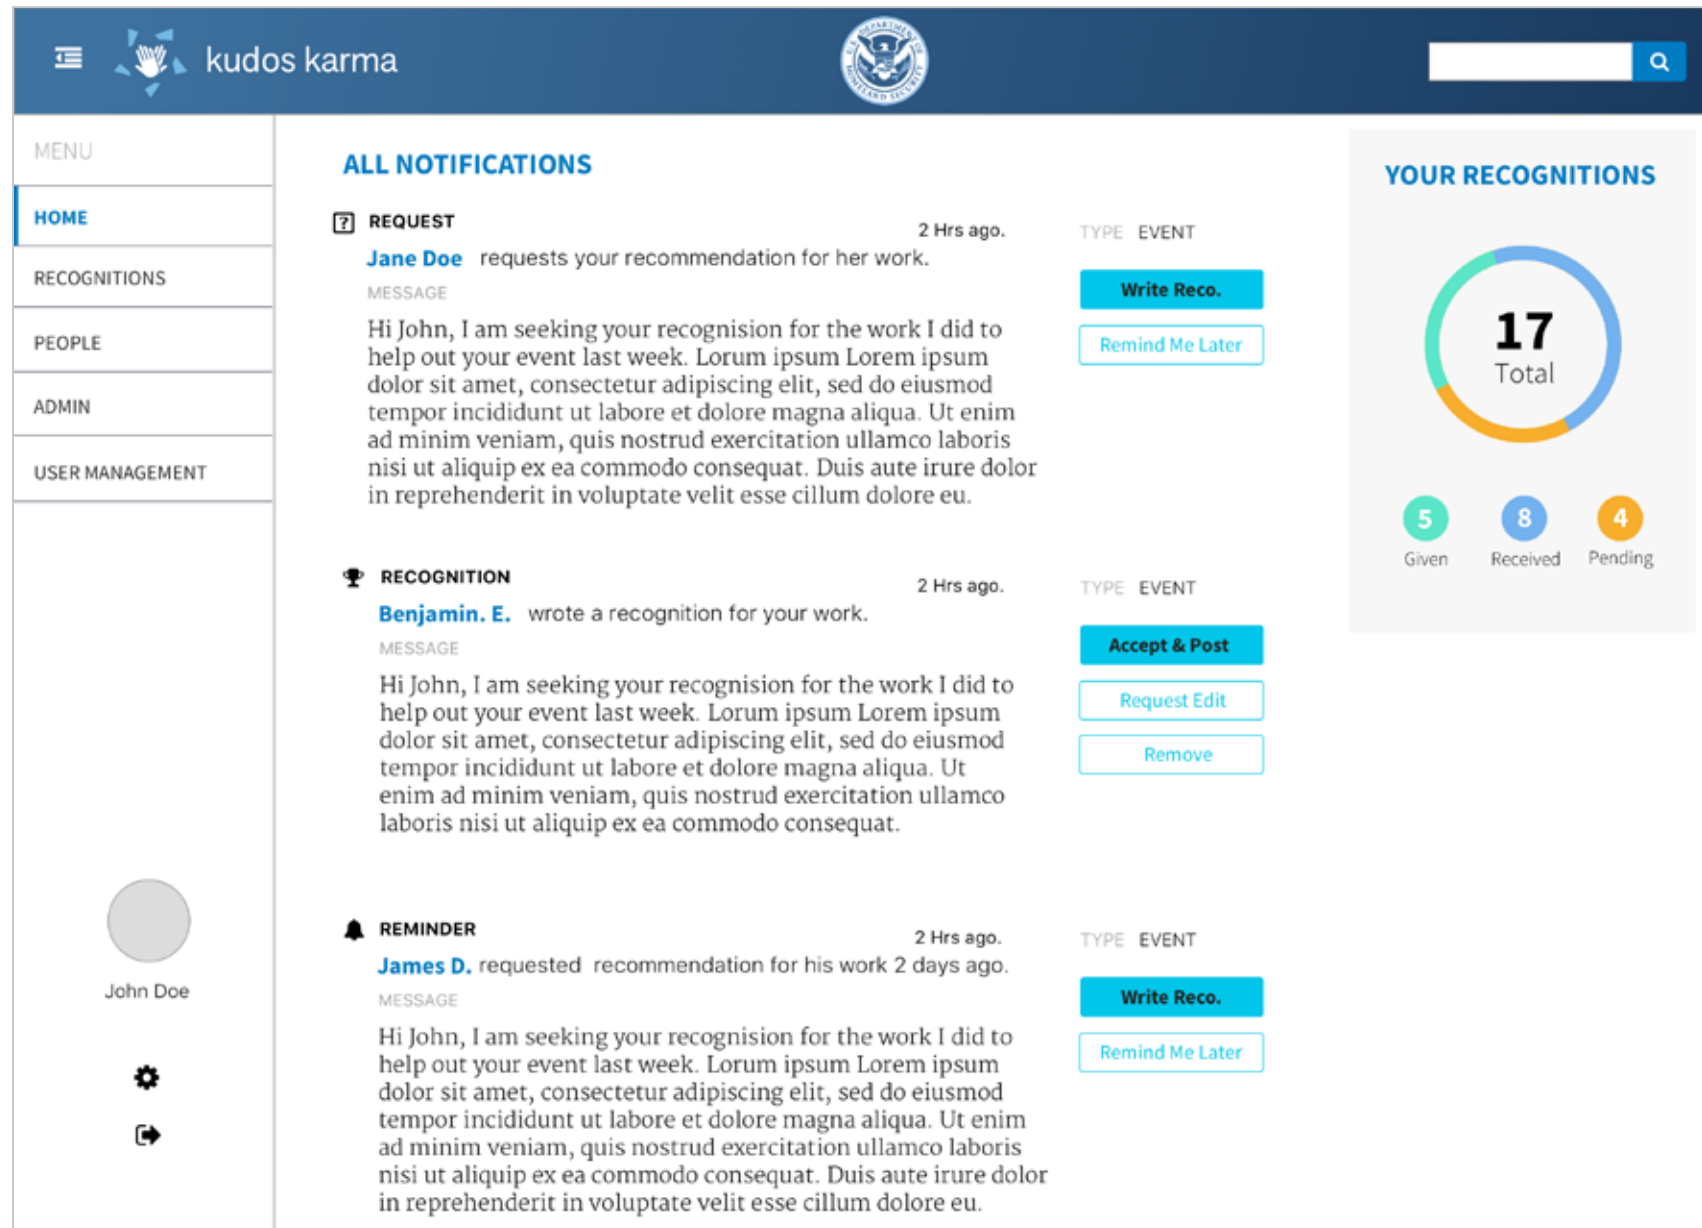 kudos karma
U.S. DEPARTMENT OF
HOMELAND SECURITY
MENU
HOME
RECOGNITIONS
PEOPLE
ADMIN
USER MANAGEMENT
John Doe
ALL NOTIFICATIONS
REQUEST
2 Hrs ago.
TYPE EVENT
Jane Doe requests your recommendation for her work.
MESSAGE
Hi John, I am seeking your recognision for the work I did to
help out your event last week. Lorum ipsum Lorem ipsum
dolor sit amet, consectetur adipiscing elit, sed do eiusmod
tempor incididunt ut labore et dolore magna aliqua. Ut enim
ad minim veniam, quis nostrud exercitation ullamco laboris
nisi ut aliquip ex ea commodo consequat. Duis aute irure dolor
in reprehenderit in voluptate velit esse cillum dolore eu.
Write Reco.
Remind Me Later
RECOGNITION
2 Hrs ago.
TYPE EVENT
Benjamin. E. wrote a recognition for your work.
MESSAGE
Hi John, I am seeking your recognision for the work I did to
help out your event last week. Lorum ipsum Lorem ipsum
dolor sit amet, consectetur adipiscing elit, sed do eiusmod
tempor incididunt ut labore et dolore magna aliqua. Ut
enim ad minim veniam, quis nostrud exercitation ullamco
laboris nisi ut aliquip ex ea commodo consequat.
Accept & Post
Request Edit
Remove
REMINDER
2 Hrs ago.
TYPE EVENT
James D. requested recommendation for his work 2 days ago.
MESSAGE
Hi John, I am seeking your recognision for the work I did to
help out your event last week. Lorum ipsum Lorem ipsum
dolor sit amet, consectetur adipiscing elit, sed do eiusmod
tempor incididunt ut labore et dolore magna aliqua. Ut enim
ad minim veniam, quis nostrud exercitation ullamco laboris
nisi ut aliquip ex ea commodo consequat. Duis aute irure dolor
in reprehenderit in voluptate velit esse cillum dolore eu.
Write Reco.
Remind Me Later
YOUR RECOGNITIONS
17
Total
5
8
4
Given
Received
Pending